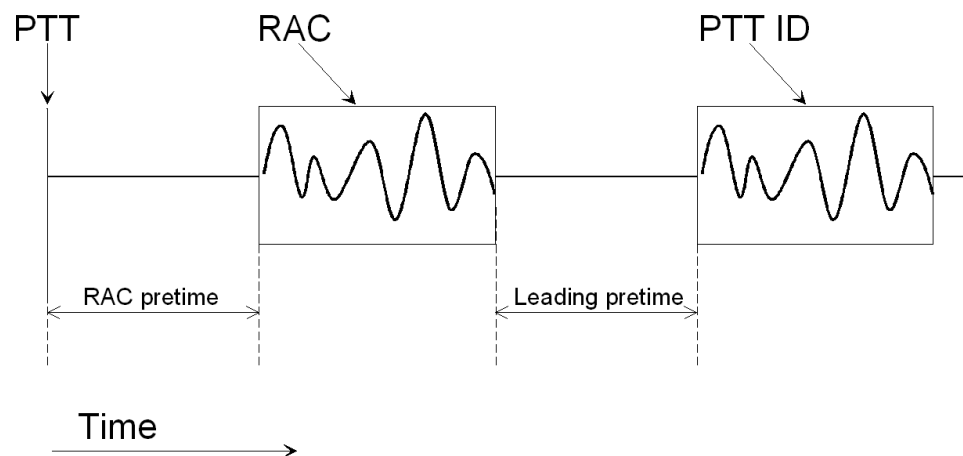 PTT
RAC
PTT ID
RAC pretime
Leading pretime
Time